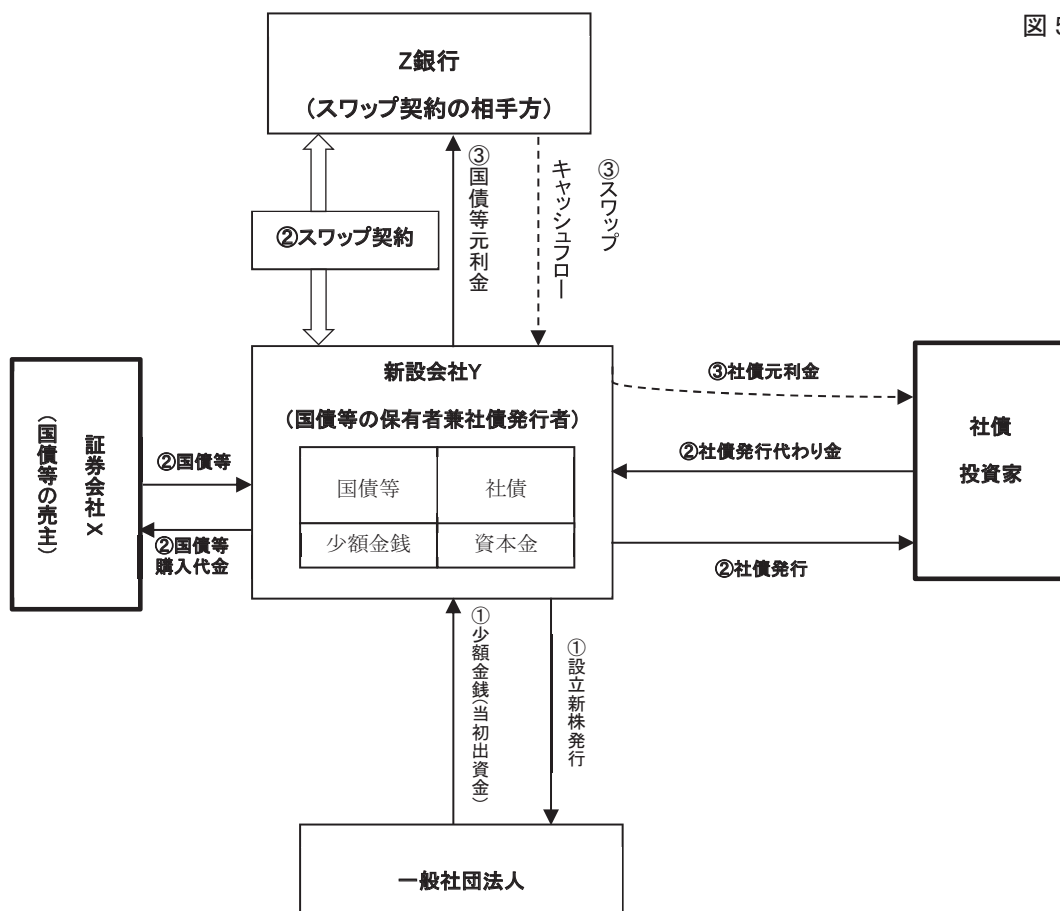 図 5
Z銀行
(スワップ契約の相手方)
②スワップ契約
③国債等元利金
③スワップ
キャッシュフロー
新設会社Y
(国債等の保有者兼社債発行者)
国債等
社債
少額金銭
資本金
証券会社X
(国債等の売主)
②国債等
②国債等
購入代金
③社債元利金
②社債発行代わり金
②社債発行
社債
投資家
①少額金銭(当初出資金)
①設立新株発行
一般社団法人